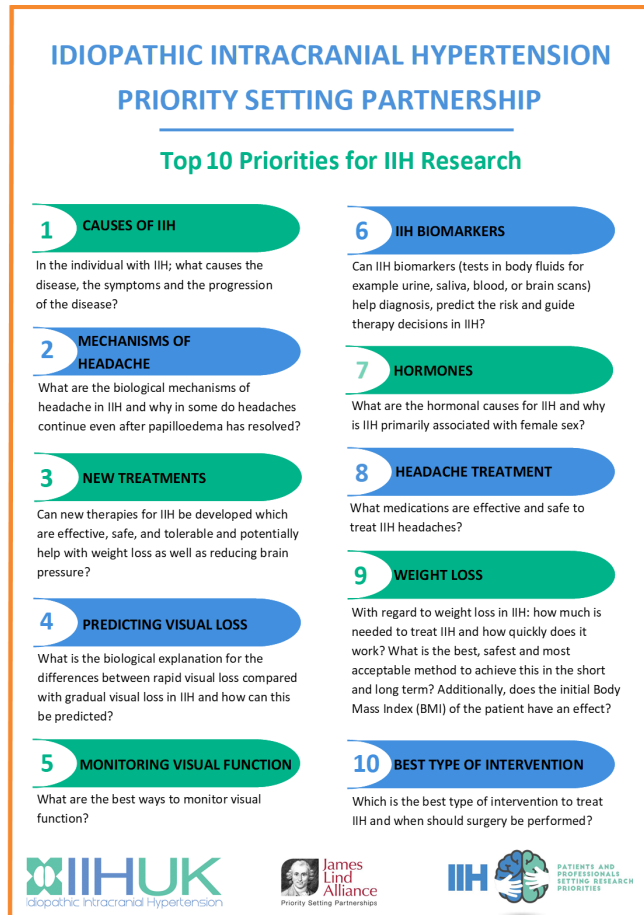 IDIOPATHIC INTRACRANIAL HYPERTENSION
PRIORITY SETTING PARTNERSHIP
Top 10 Priorities for IIH Research
1 CAUSES OF IIH
In the individual with IIH; what causes the
disease, the symptoms and the progression
of the disease?
2 MECHANISMS OF
HEADACHE
What are the biological mechanisms of
headache in IIH and why in some do headaches
continue even after papilloedema has resolved?
3 NEW TREATMENTS
Can new therapies for IIH be developed which
are effective, safe, and tolerable and potentially
help with weight loss as well as reducing brain
pressure?
4 PREDICTING VISUAL LOSS
What is the biological explanation for the
differences between rapid visual loss compared
with gradual visual loss in IIH and how can this
be predicted?
5 MONITORING VISUAL FUNCTION
What are the best ways to monitor visual
function?
6 IIH BIOMARKERS
Can IIH biomarkers (tests in body fluids for
example urine, saliva, blood, or brain scans)
help diagnosis, predict the risk and guide
therapy decisions in IIH?
7 HORMONES
What are the hormonal causes for IIH and why
is IIH primarily associated with female sex?
8 HEADACHE TREATMENT
What medications are effective and safe to
treat IIH headaches?
9 WEIGHT LOSS
With regard to weight loss in IIH: how much is
needed to treat IIH and how quickly does it
work? What is the best, safest and most
acceptable method to achieve this in the short
and long term? Additionally, does the initial Body
Mass Index (BMI) of the patient have an effect?
10 BEST TYPE OF INTERVENTION
Which is the best type of intervention to treat
IIH and when should surgery be performed?
IIHUK
Idiopathic Intracranial Hypertension
James
Lind
Alliance
Priority Setting Partnerships
IIH
PATIENTS AND
PROFESSIONALS
SETTING RESEARCH
PRIORITIES